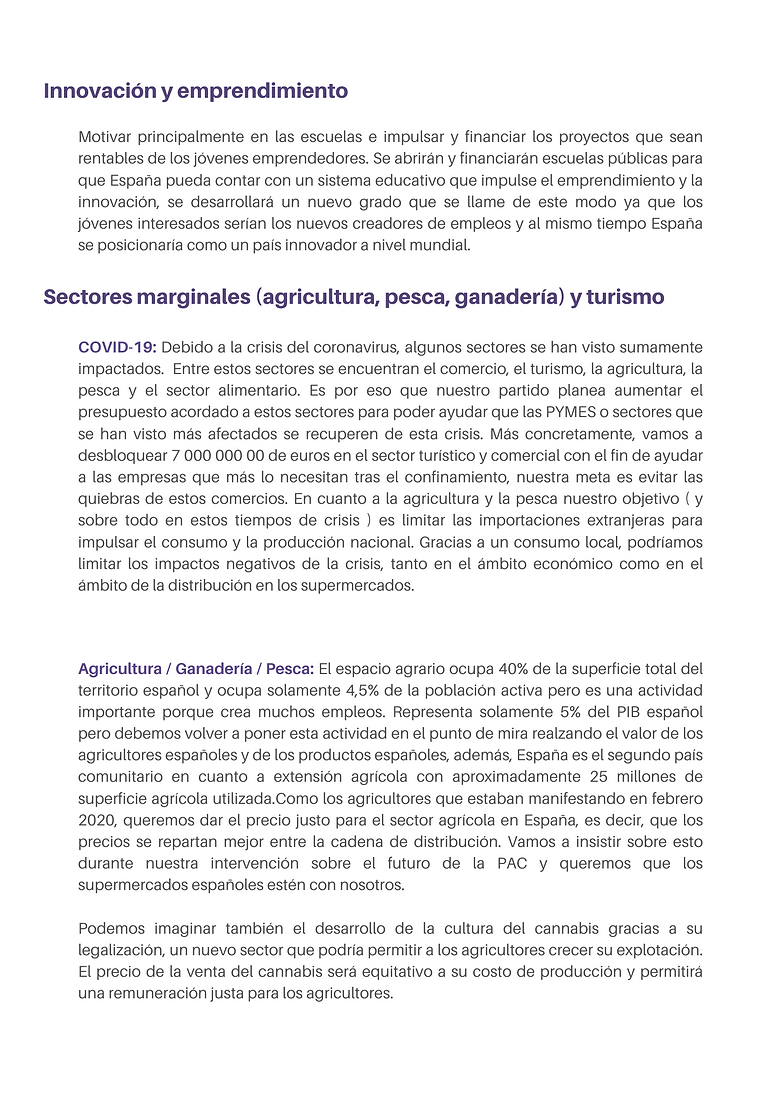 Innovación y emprendimiento
Motivar principalmente en las escuelas e impulsar y financiar los proyectos que sean
rentables de los jóvenes emprendedores. Se abrirán y financiarán escuelas públicas para
que España pueda contar con un sistema educativo que impulse el emprendimiento y la
innovación, se desarrollará un nuevo grado que se llame de este modo ya que los
jóvenes interesados serían los nuevos creadores de empleos y al mismo tiempo España
se posicionaría como un país innovador a nivel mundial.
Sectores marginales (agricultura, pesca, ganadería) y turismo
COVID-19: Debido a la crisis del coronavirus, algunos sectores se han visto sumamente
impactados.  Entre estos sectores se encuentran el comercio, el turismo, la agricultura, la
pesca y el sector alimentario. Es por eso que nuestro partido planea aumentar el
presupuesto acordado a estos sectores para poder ayudar que las PYMES o sectores que
se han visto más afectados se recuperen de esta crisis. Más concretamente, vamos a
desbloquear 7 000 000 00 de euros en el sector turístico y comercial con el fin de ayudar
a las empresas que más lo necesitan tras el confinamiento, nuestra meta es evitar las
quiebras de estos comercios. En cuanto a la agricultura y la pesca nuestro objetivo ( y
sobre todo en estos tiempos de crisis ) es limitar las importaciones extranjeras para
impulsar el consumo y la producción nacional. Gracias a un consumo local, podríamos
limitar los impactos negativos de la crisis, tanto en el ámbito económico como en el
ámbito de la distribución en los supermercados.
Agricultura / Ganadería / Pesca: El espacio agrario ocupa 40% de la superficie total del
territorio español y ocupa solamente 4,5% de la población activa pero es una actividad
importante porque crea muchos empleos. Representa solamente 5% del PIB español
pero debemos volver a poner esta actividad en el punto de mira realzando el valor de los
agricultores españoles y de los productos españoles, además, España es el segundo país
comunitario en cuanto a extensión agrícola con aproximadamente 25 millones de
superficie agrícola utilizada.Como los agricultores que estaban manifestando en febrero
2020, queremos dar el precio justo para el sector agrícola en España, es decir, que los
precios se repartan mejor entre la cadena de distribución. Vamos a insistir sobre esto
durante nuestra intervención sobre el futuro de la PAC y queremos que los
supermercados españoles estén con nosotros.
Podemos imaginar también el desarrollo de la cultura del cannabis gracias a su
legalización, un nuevo sector que podría permitir a los agricultores crecer su explotación.
El precio de la venta del cannabis será equitativo a su costo de producción y permitirá
una remuneración justa para los agricultores.